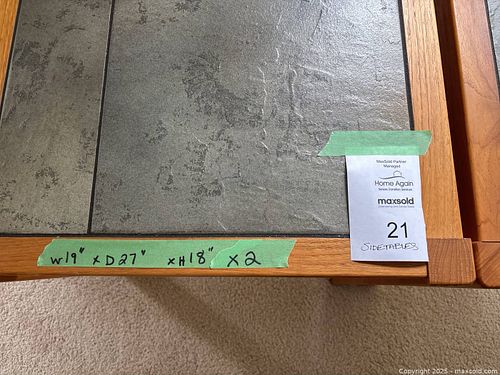 MaxSold Partner
Managed
Home Again
maxsold
21
SIDETABLES
W19" x D27" x H18" x2
Copyright 2025 - maxsold.com